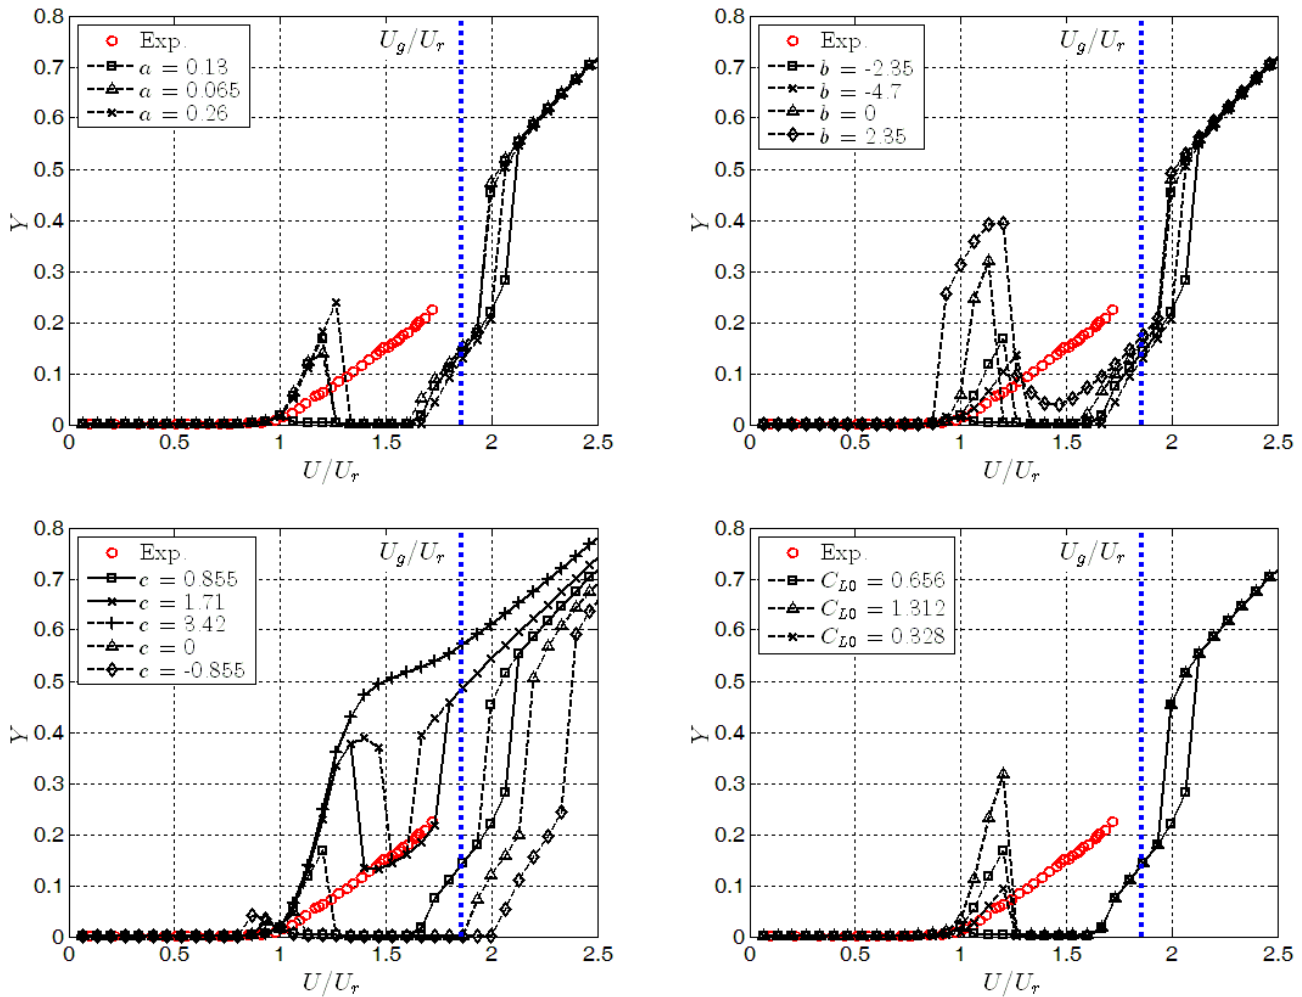 0.8
0.7
0.6
0.5
0.4
0.3
0.2
0.1
0
Y
Exp.
a = 0.13
a = 0.065
a = 0.26
U_g/U_r
0 0.5 1 1.5 2 2.5
U/U_r
0.8
0.7
0.6
0.5
0.4
0.3
0.2
0.1
0
Y
Exp.
b = -2.35
b = -4.7
b = 0
b = 2.35
U_g/U_r
0 0.5 1 1.5 2 2.5
U/U_r
0.8
0.7
0.6
0.5
0.4
0.3
0.2
0.1
0
Y
Exp.
c = 0.855
c = 1.71
c = 3.42
c = 0
c = -0.855
U_g/U_r
0 0.5 1 1.5 2 2.5
U/U_r
0.8
0.7
0.6
0.5
0.4
0.3
0.2
0.1
0
Y
Exp.
C_L0 = 0.656
C_L0 = 1.312
C_L0 = 0.328
U_g/U_r
0 0.5 1 1.5 2 2.5
U/U_r